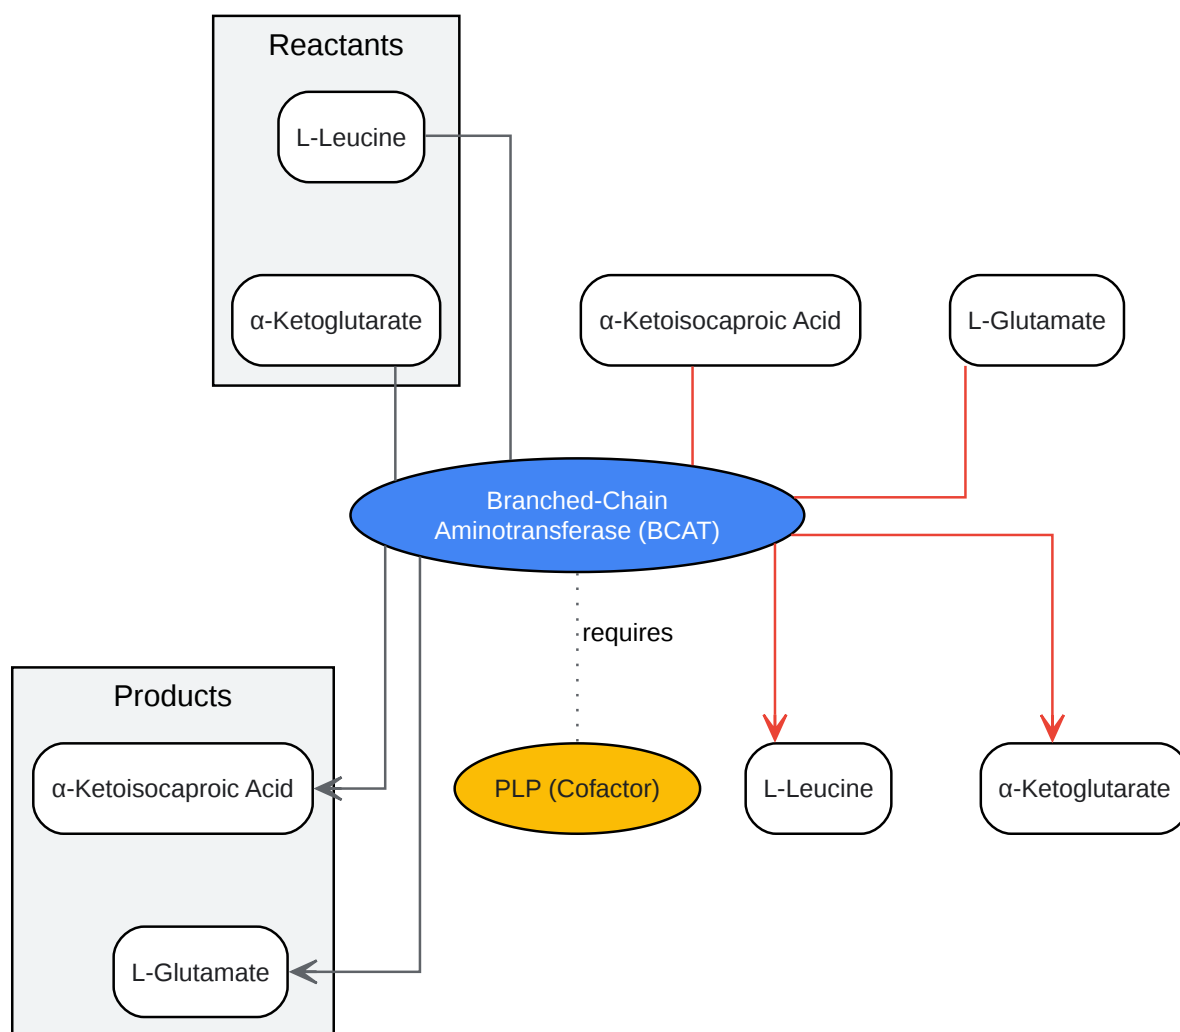 Reactants
L-Leucine
α-Ketoglutarate
α-Ketoisocaproic Acid
L-Glutamate
Branched-Chain
Aminotransferase (BCAT)
requires
Products
α-Ketoisocaproic Acid
PLP (Cofactor)
L-Leucine
α-Ketoglutarate
L-Glutamate